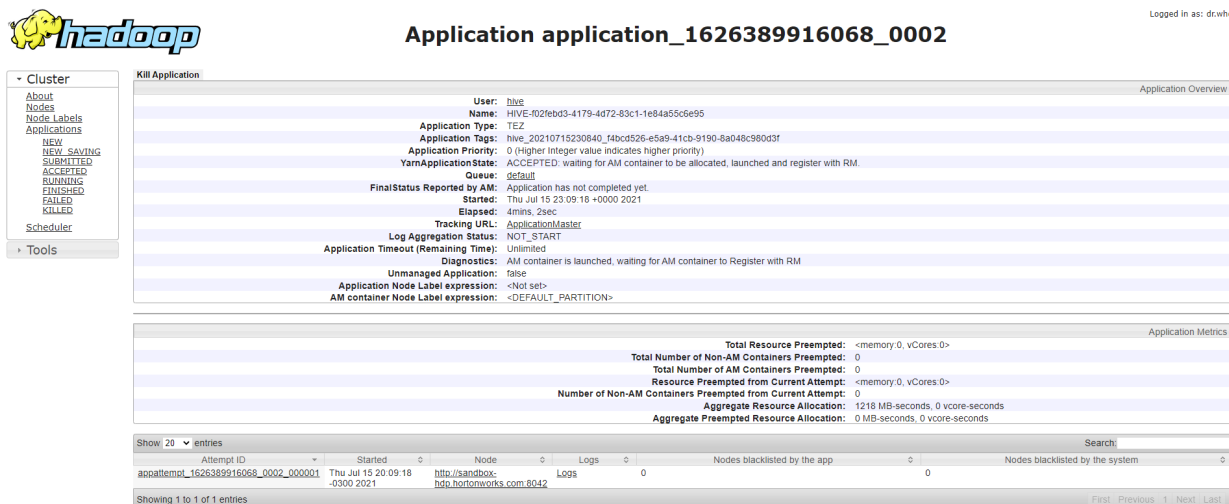 hadoop
Application application_1626389916068_0002
Logged in as: dr.who
Cluster
About
Nodes
Node Labels
Applications
NEW
NEW_SAVING
SUBMITTED
ACCEPTED
RUNNING
FINISHED
FAILED
KILLED
Scheduler
Tools
Kill Application
Application Overview
User: hive
Name: HIVE-f02febd3-4179-4d72-83c1-1e84a55c6e95
Application Type: TEZ
Application Tags: hive_20210715230840_f4bcd526-e5a9-41cb-9190-8a048c980d3f
Application Priority: 0 (Higher Integer value indicates higher priority)
YarnApplicationState: ACCEPTED: waiting for AM container to be allocated, launched and register with RM.
Queue: default
FinalStatus Reported by AM: Application has not completed yet.
Started: Thu Jul 15 23:09:18 +0000 2021
Elapsed: 4mins, 2sec
Tracking URL: ApplicationMaster
Log Aggregation Status: NOT_START
Application Timeout (Remaining Time): Unlimited
Diagnostics: AM container is launched, waiting for AM container to Register with RM
Unmanaged Application: false
Application Node Label expression: <Not set>
AM container Node Label expression: <DEFAULT_PARTITION>
Application Metrics
Total Resource Preempted: <memory:0, vCores:0>
Total Number of Non-AM Containers Preempted: 0
Total Number of AM Containers Preempted: 0
Resource Preempted from Current Attempt: <memory:0, vCores:0>
Number of Non-AM Containers Preempted from Current Attempt: 0
Aggregate Resource Allocation: 1218 MB-seconds, 0 vcore-seconds
Aggregate Preempted Resource Allocation: 0 MB-seconds, 0 vcore-seconds
Show 20 entries Search:
Attempt ID Started Node Logs Nodes blacklisted by the app Nodes blacklisted by the system
appattempt_1626389916068_0002_000001 Thu Jul 15 20:09:18 http://sandbox- Logs 0 0
-0300 2021 hdp.hortonworks.com:8042
Showing 1 to 1 of 1 entries First Previous 1 Next Last